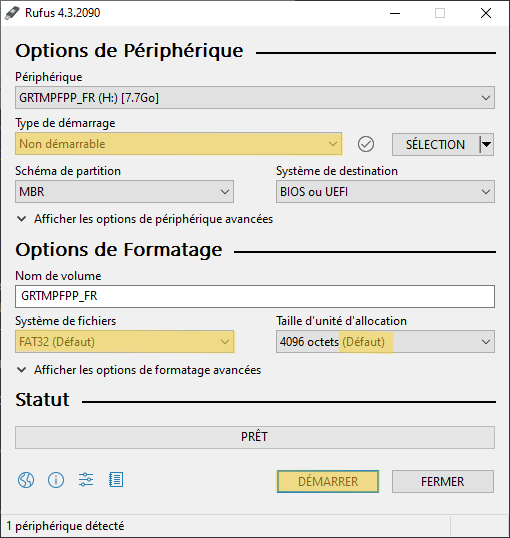 Rufus 4.3.2090
Options de Périphérique
Périphérique
GRTMPFPP_FR (H:) [7.7Go]
Type de démarrage
Non démarrable
SÉLECTION
Schéma de partition
Système de destination
MBR
BIOS ou UEFI
Afficher les options de périphérique avancées
Options de Formatage
Nom de volume
GRTMPFPP_FR
Système de fichiers
Taille d'unité d'allocation
FAT32 (Défaut)
4096 octets (Défaut)
Afficher les options de formatage avancées
Statut
PRÊT
DÉMARRER
FERMER
1 périphérique détecté